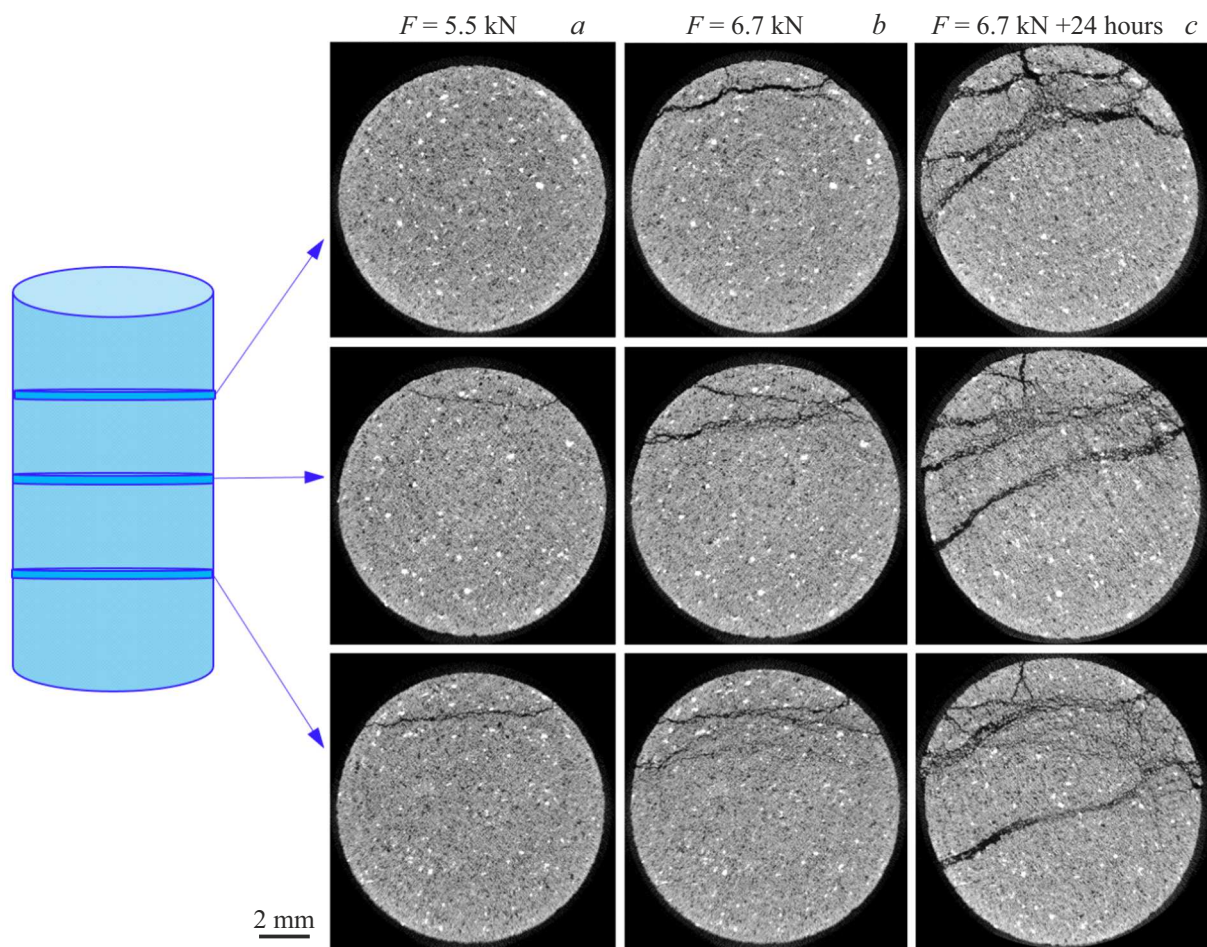 F = 5.5 kN a
F = 6.7 kN b
F = 6.7 kN +24 hours c
2 mm